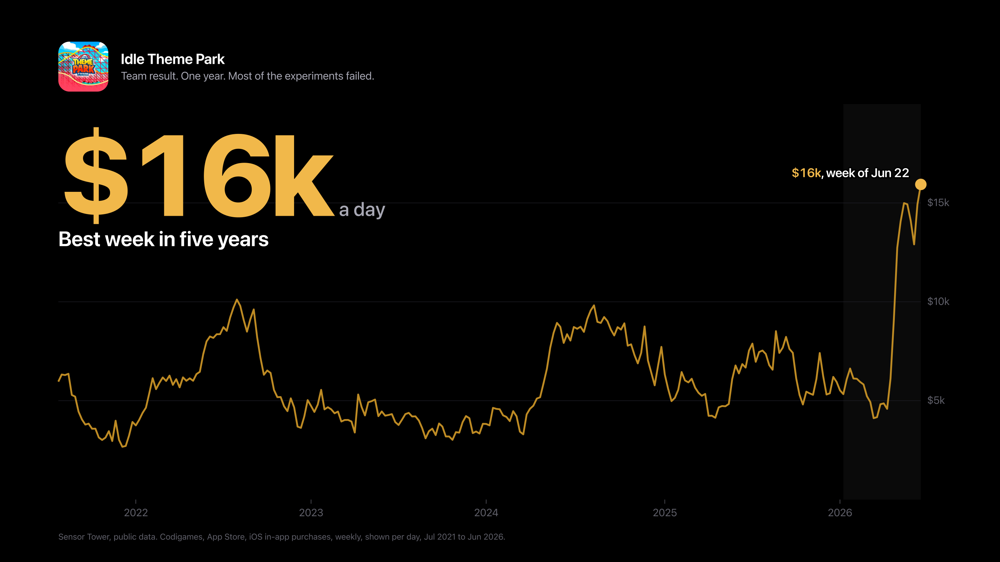 IDLE
THEME
PARK
TYCOON
Idle Theme Park
Team result. One year. Most of the experiments failed.
$16k a day
Best week in five years
$16k, week of Jun 22
$15k
$10k
$5k
2022 2023 2024 2025 2026
Sensor Tower, public data. Codigames, App Store, iOS in-app purchases, weekly, shown per day, Jul 2021 to Jun 2026.